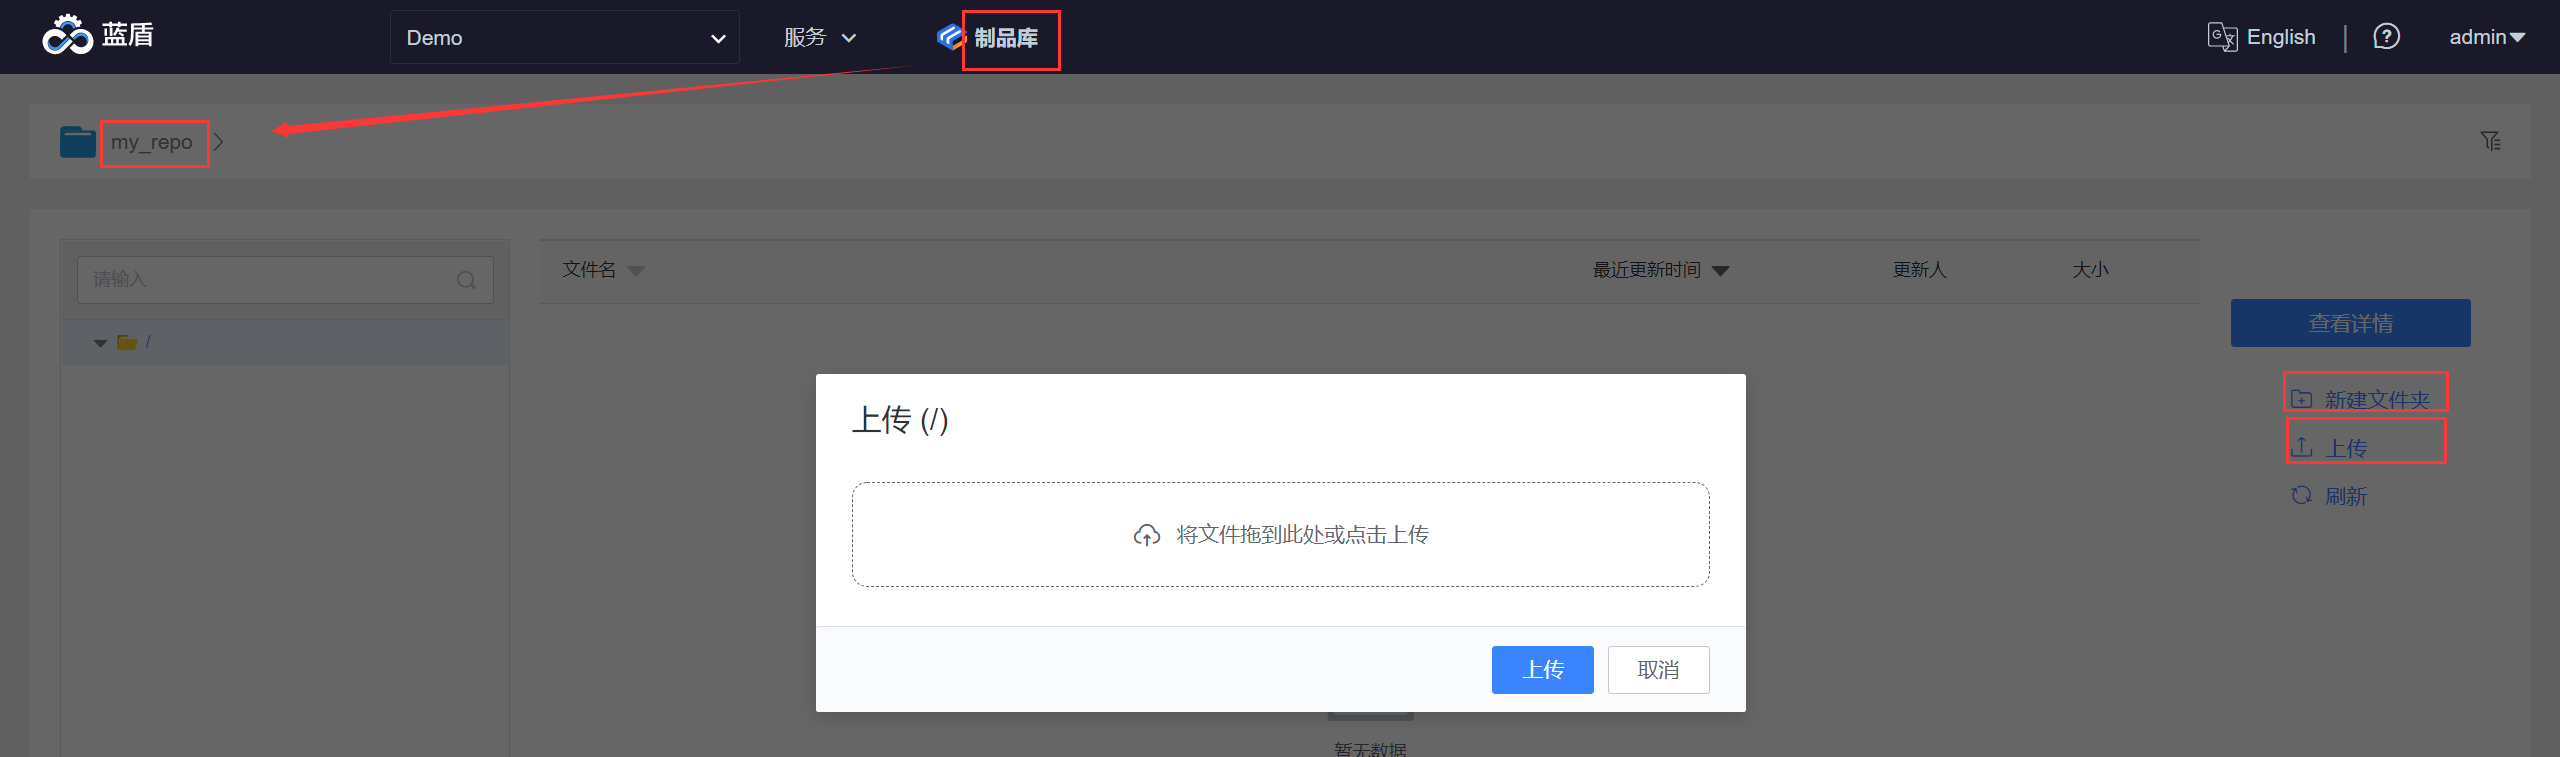 蓝盾
Demo
服务
制品库
English
admin
my_repo
请输入
/
文件名
最近更新时间
更新人
大小
查看详情
新建文件夹
上传
刷新
上传 (/)
将文件拖到此处或点击上传
上传
取消
暂无数据